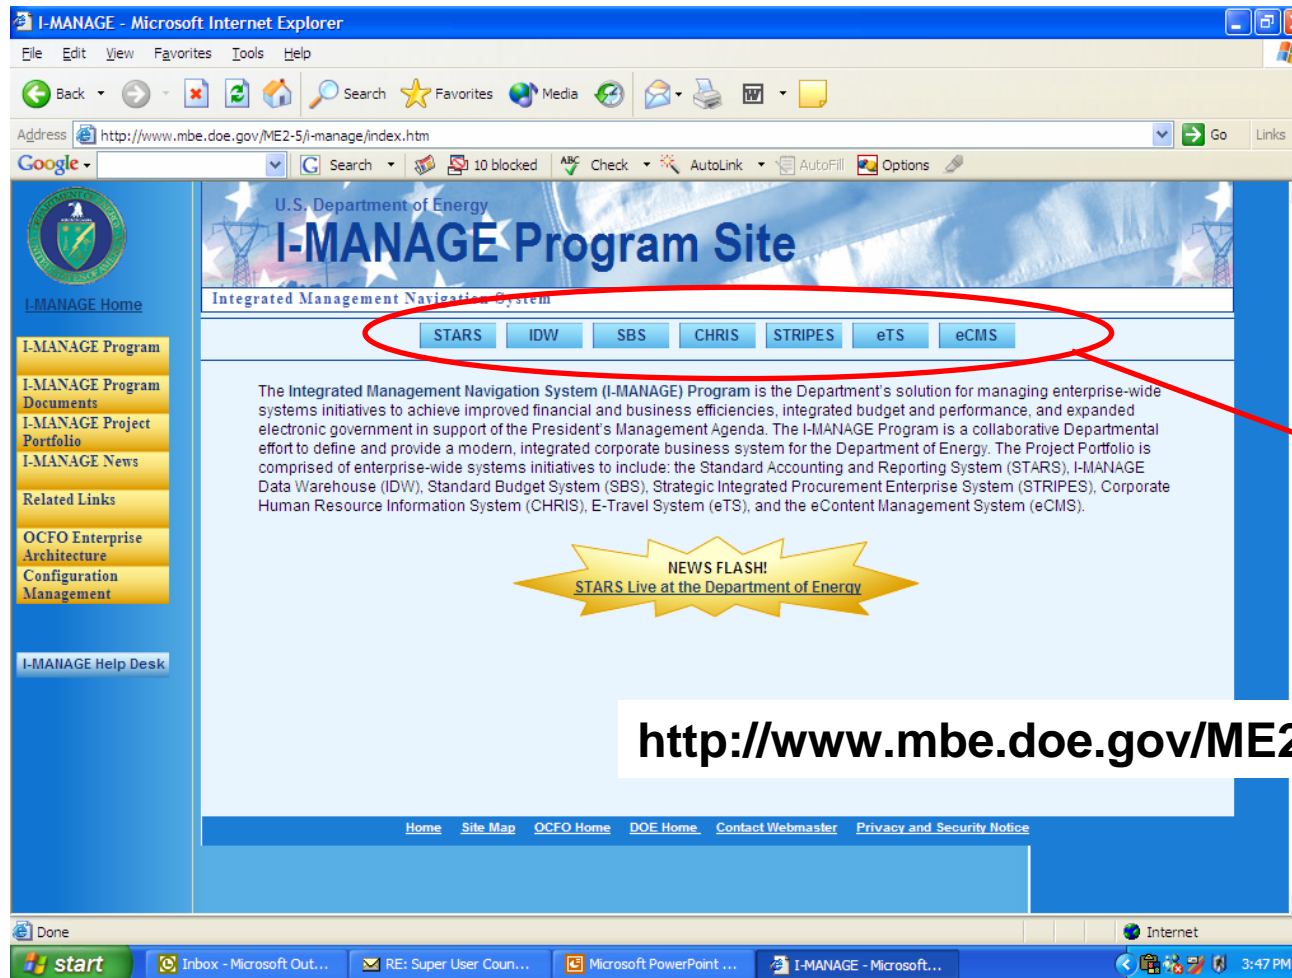 I-MANAGE - Microsoft Internet Explorer
File Edit View Favorites Tools Help
Back Search Favorites Media
Address http://www.mbe.doe.gov/ME2-5/i-manage/index.htm Go Links
Google Search 10 blocked ABC Check AutoLink AutoFill Options
U.S. Department of Energy
I-MANAGE Program Site
Integrated Management Navigation System
STARS IDW SBS CHRIS STRIPES eTS eCMS
I-MANAGE Home
I-MANAGE Program
I-MANAGE Program
Documents
I-MANAGE Project
Portfolio
I-MANAGE News
Related Links
OCFO Enterprise
Architecture
Configuration
Management
I-MANAGE Help Desk
The Integrated Management Navigation System (I-MANAGE) Program is the Department's solution for managing enterprise-wide
systems initiatives to achieve improved financial and business efficiencies, integrated budget and performance, and expanded
electronic government in support of the President's Management Agenda. The I-MANAGE Program is a collaborative Departmental
effort to define and provide a modern, integrated corporate business system for the Department of Energy. The Project Portfolio is
comprised of enterprise-wide systems initiatives to include: the Standard Accounting and Reporting System (STARS), I-MANAGE
Data Warehouse (IDW), Standard Budget System (SBS), Strategic Integrated Procurement Enterprise System (STRIPES), Corporate
Human Resource Information System (CHRIS), E-Travel System (eTS), and the eContent Management System (eCMS).
NEWS FLASH!
STARS Live at the Department of Energy
http://www.mbe.doe.gov/ME2
Home Site Map OCFO Home DOE Home Contact Webmaster Privacy and Security Notice
Done Internet
start Inbox - Microsoft Out... RE: Super User Coun... Microsoft PowerPoint ... I-MANAGE - Microsoft... 3:47 PM